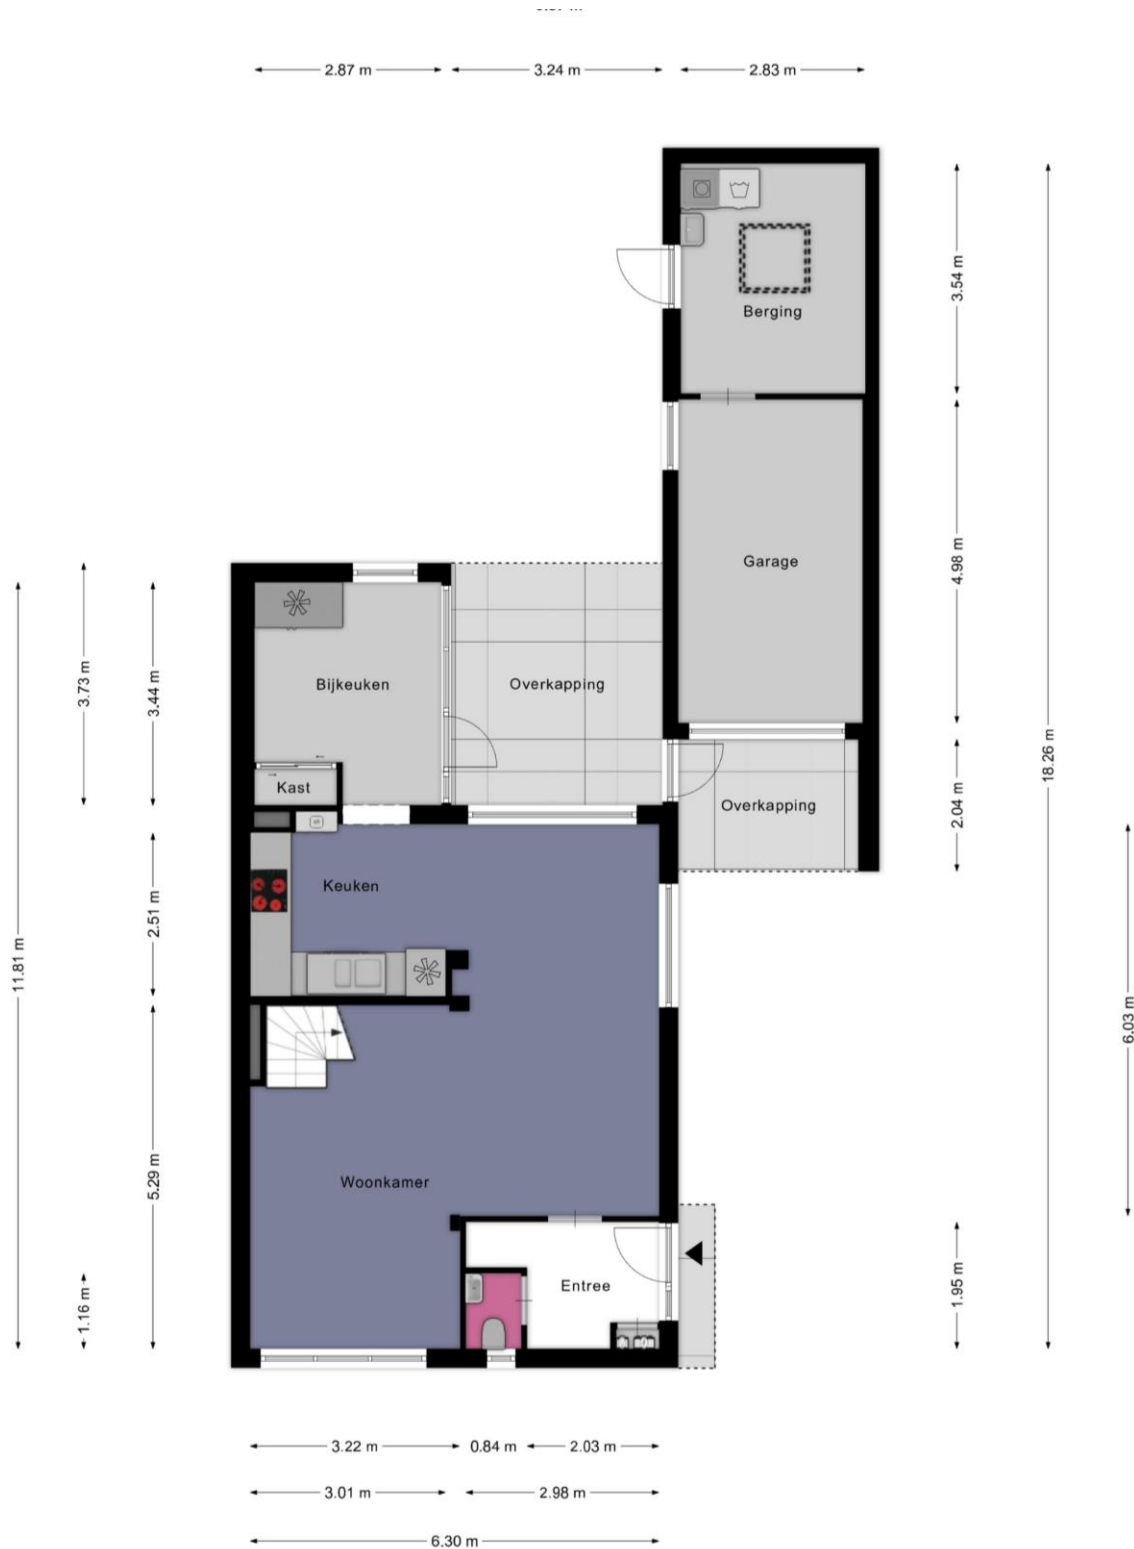 2.87 m
3.24 m
2.83 m
Berging
3.54 m
Garage
4.98 m
Bijkeuken
Overkapping
3.73 m
3.44 m
Kast
Overkapping
2.04 m
18.26 m
Keuken
2.51 m
11.81 m
6.03 m
Woonkamer
5.29 m
Entree
1.16 m
1.95 m
3.22 m
0.84 m
2.03 m
3.01 m
2.98 m
6.30 m